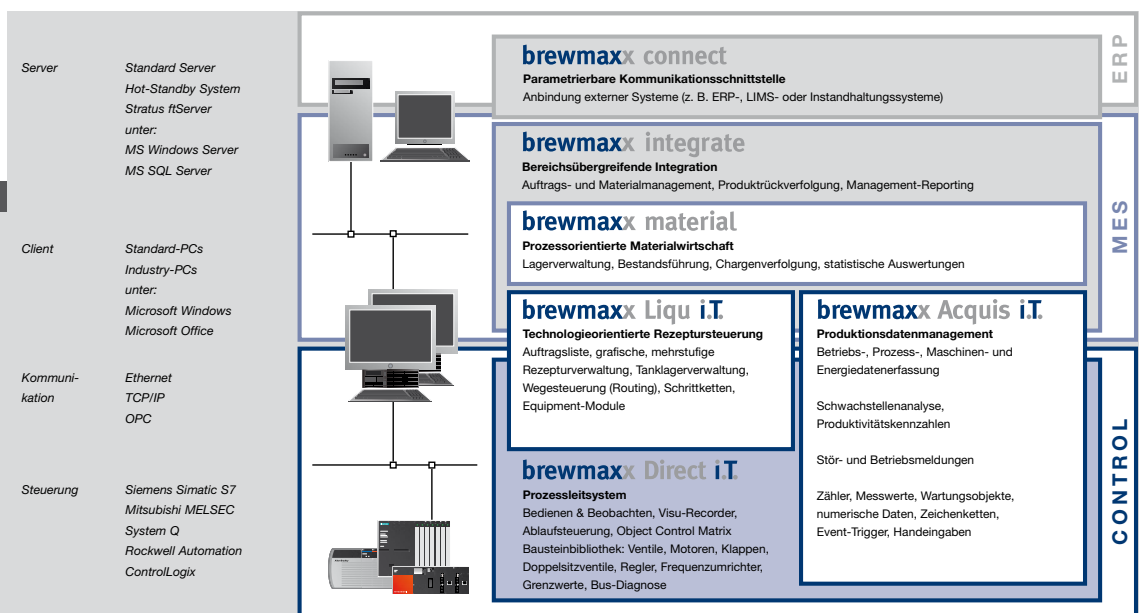 Server
Standard Server
Hot-Standby System
Stratus ftServer
unter:
MS Windows Server
MS SQL Server
Client
Standard-PCs
Industry-PCs
unter:
Microsoft Windows
Microsoft Office
Kommuni-
kation
Ethernet
TCP/IP
OPC
Steuerung
Siemens Simatic S7
Mitsubishi MELSEC
System Q
Rockwell Automation
ControlLogix
brewmaxx connect
Parametrierbare Kommunikationsschnittstelle
Anbindung externer Systeme (z. B. ERP-, LIMS- oder Instandhaltungssysteme)
ERP
brewmaxx integrate
Bereichsübergreifende Integration
Auftrags- und Materialmanagement, Produktrückverfolgung, Management-Reporting
brewmaxx material
Prozessorientierte Materialwirtschaft
Lagerverwaltung, Bestandsführung, Chargenverfolgung, statistische Auswertungen
MES
brewmaxx Liqu i.T.
Technologieorientierte Rezeptursteuerung
Auftragsliste, grafische, mehrstufige
Rezepturverwaltung, Tanklagerverwaltung,
Wegesteuerung (Routing), Schrittketten,
Equipment-Module
brewmaxx Acquis i.T.
Produktionsdatenmanagement
Betriebs-, Prozess-, Maschinen- und
Energiedatenerfassung
Schwachstellenanalyse,
Produktivitätskennzahlen
Stör- und Betriebsmeldungen
Zähler, Messwerte, Wartungsobjekte,
numerische Daten, Zeichenketten,
Event-Trigger, Handeingaben
brewmaxx Direct i.T.
Prozessleitsystem
Bedienen & Beobachten, Visu-Recorder,
Ablaufsteuerung, Object Control Matrix
Bausteinbibliothek: Ventile, Motoren, Klappen,
Doppelsitzventile, Regler, Frequenzumrichter,
Grenzwerte, Bus-Diagnose
CONTROL